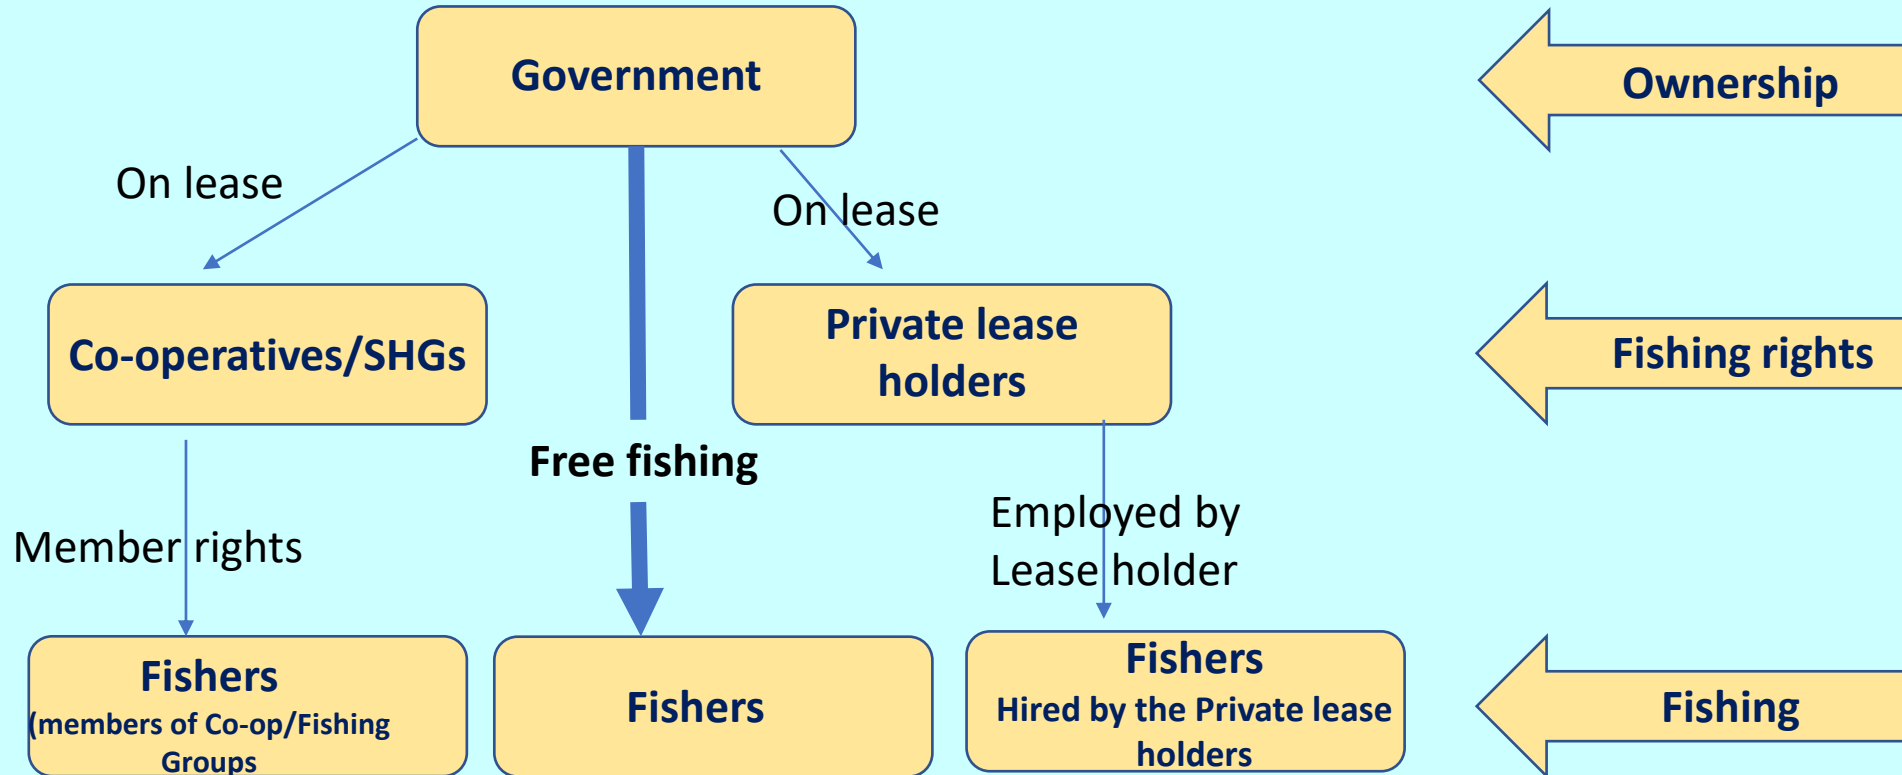 Government
Ownership
On lease
On lease
Co-operatives/SHGs
Private lease
holders
Fishing rights
Free fishing
Member rights
Employed by
Lease holder
Fishers
(members of Co-op/Fishing
Groups
Fishers
Fishers
Hired by the Private lease
holders
Fishing